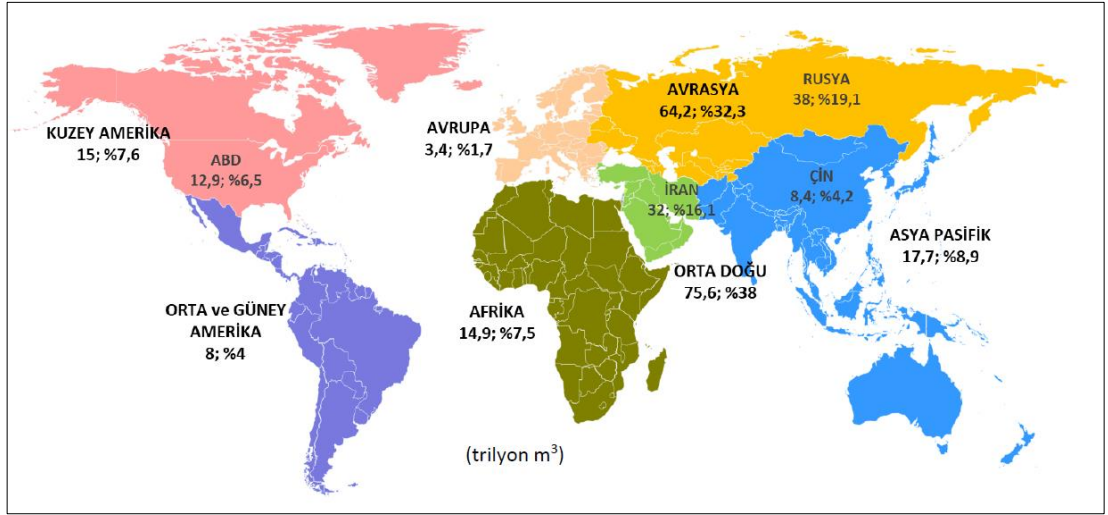 KUZEY AMERİKA
15; %7,6
ABD
12,9; %6,5
AVRUPA
3,4; %1,7
AVRASYA
64,2; %32,3
RUSYA
38; %19,1
İRAN
32; %16,1
ÇİN
8,4; %4,2
ASYA PASİFİK
17,7; %8,9
ORTA DOĞU
75,6; %38
ORTA ve GÜNEY
AMERİKA
8; %4
AFRİKA
14,9; %7,5
(trilyon m³)